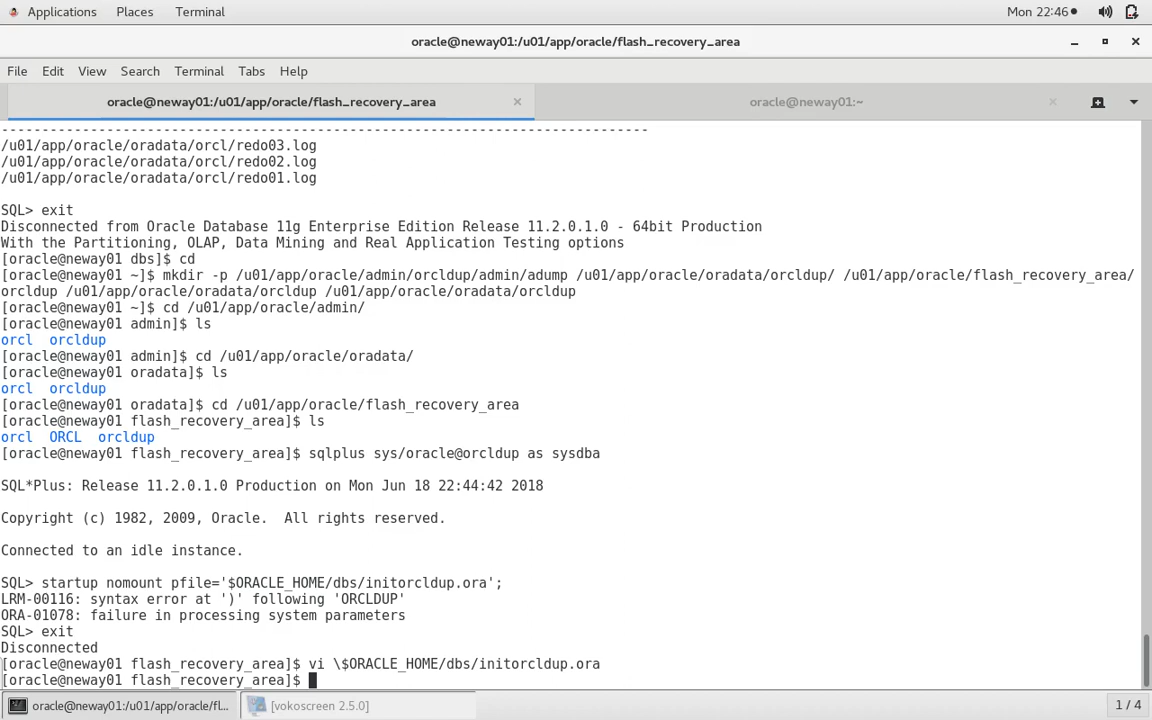 Applications Places Terminal Mon 22:46
oracle@neway01:/u01/app/oracle/flash_recovery_area
File Edit View Search Terminal Tabs Help
oracle@neway01:/u01/app/oracle/flash_recovery_area oracle@neway01:~
--------------------------------------------------------------------------------
/u01/app/oracle/oradata/orcl/redo03.log
/u01/app/oracle/oradata/orcl/redo02.log
/u01/app/oracle/oradata/orcl/redo01.log
SQL> exit
Disconnected from Oracle Database 11g Enterprise Edition Release 11.2.0.1.0 - 64bit Production
With the Partitioning, OLAP, Data Mining and Real Application Testing options
[oracle@neway01 dbs]$ cd
[oracle@neway01 ~]$ mkdir -p /u01/app/oracle/admin/orcldup/admin/adump /u01/app/oracle/oradata/orcldup/ /u01/app/oracle/flash_recovery_area/
orcldup /u01/app/oracle/oradata/orcldup /u01/app/oracle/oradata/orcldup
[oracle@neway01 ~]$ cd /u01/app/oracle/admin/
[oracle@neway01 admin]$ ls
orcl orcldup
[oracle@neway01 admin]$ cd /u01/app/oracle/oradata/
[oracle@neway01 oradata]$ ls
orcl orcldup
[oracle@neway01 oradata]$ cd /u01/app/oracle/flash_recovery_area
[oracle@neway01 flash_recovery_area]$ ls
orcl ORCL orcldup
[oracle@neway01 flash_recovery_area]$ sqlplus sys/oracle@orcldup as sysdba
SQL*Plus: Release 11.2.0.1.0 Production on Mon Jun 18 22:44:42 2018
Copyright (c) 1982, 2009, Oracle.  All rights reserved.
Connected to an idle instance.
SQL> startup nomount pfile='$ORACLE_HOME/dbs/initorcldup.ora';
LRM-00116: syntax error at ')' following 'ORCLDUP'
ORA-01078: failure in processing system parameters
SQL> exit
Disconnected
[oracle@neway01 flash_recovery_area]$ vi \$ORACLE_HOME/dbs/initorcldup.ora
[oracle@neway01 flash_recovery_area]$
oracle@neway01:/u01/app/oracle/fl... [vokoscreen 2.5.0] 1 / 4